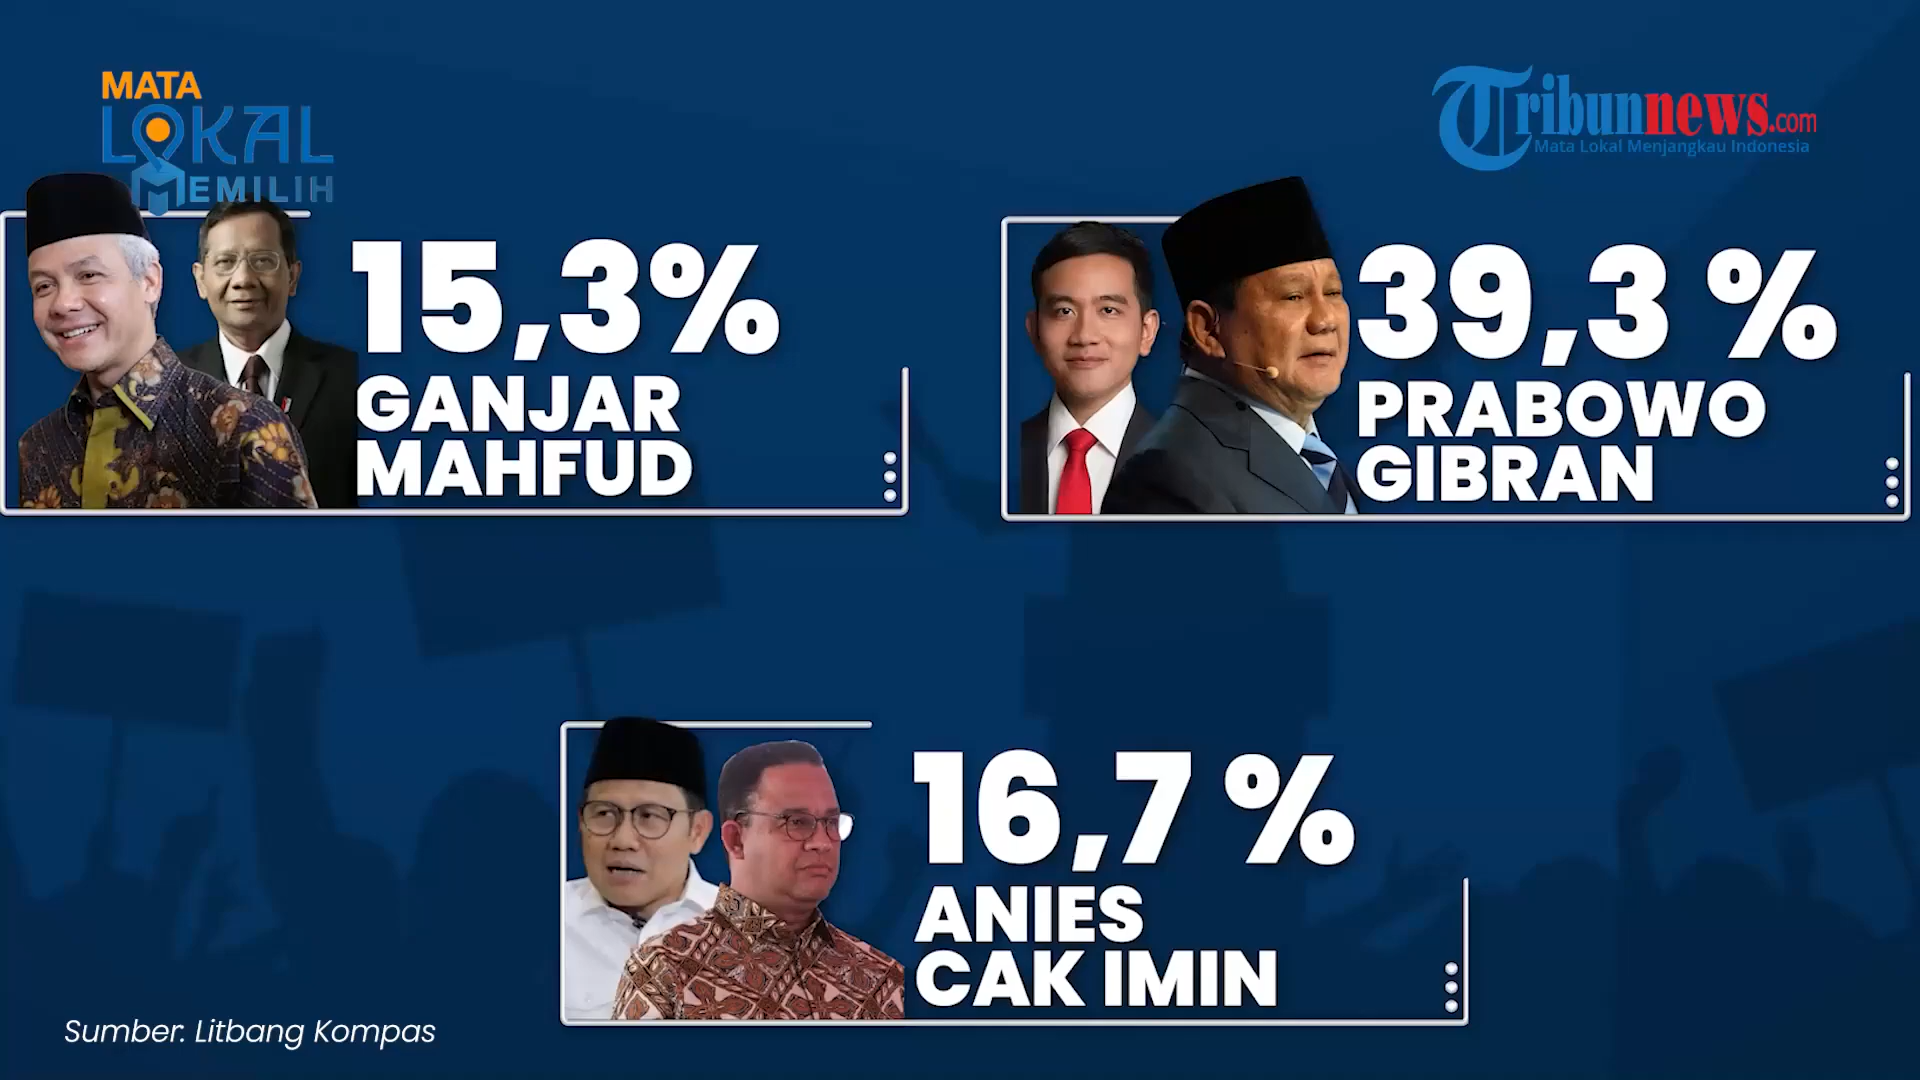 MATA
LOKAL
MEMILIH
Tribunnews.com
Mata Lokal Menjangkau Indonesia
15,3%
GANJAR
MAHFUD
39,3 %
PRABOWO
GIBRAN
16,7 %
ANIES
CAK IMIN
Sumber: Litbang Kompas